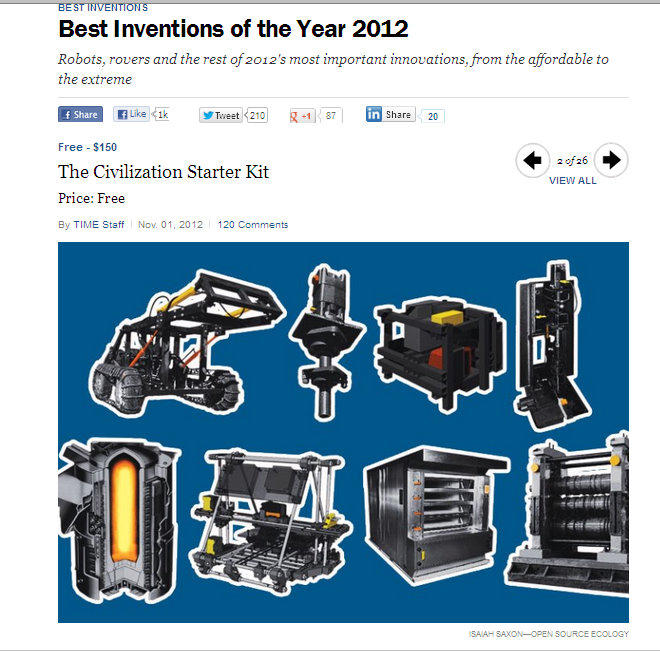 BEST INVENTIONS
Best Inventions of the Year 2012
Robots, rovers and the rest of 2012's most important innovations, from the affordable to
the extreme
f Share f Like 1k Tweet 210 +1 87 in Share 20
Free - $150
The Civilization Starter Kit
2 of 26
VIEW ALL
Price: Free
By TIME Staff | Nov. 01, 2012 | 120 Comments
ISAIAH SAXON—OPEN SOURCE ECOLOGY